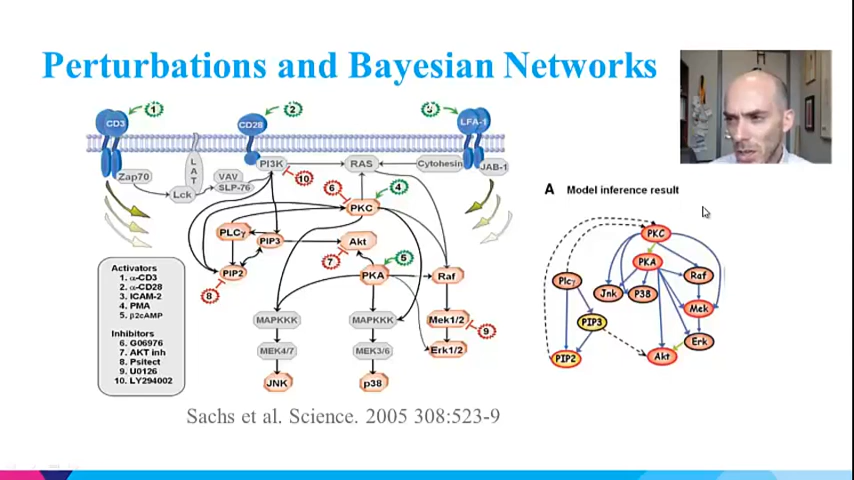 Perturbations and Bayesian Networks
1
2
3
CD3
CD28
LFA-1
L
A
T
PI3K
RAS
Cytohesin
JAB-1
Zap70
VAV
SLP-76
Lck
10
6
4
PKC
PLCγ
PIP3
Akt
7
5
PIP2
PKA
Raf
8
MAPKKK
MAPKKK
Mek1/2
9
MEK4/7
MEK3/6
Erk1/2
JNK
p38
Activators
1. α-CD3
2. α-CD28
3. ICAM-2
4. PMA
5. β2cAMP
Inhibitors
6. G06976
7. AKT inh
8. Psitect
9. U0126
10. LY294002
A Model inference result
PKC
PKA
Raf
Plcγ
Jnk
P38
Mek
PIP3
Erk
PIP2
Akt
Sachs et al. Science. 2005 308:523-9